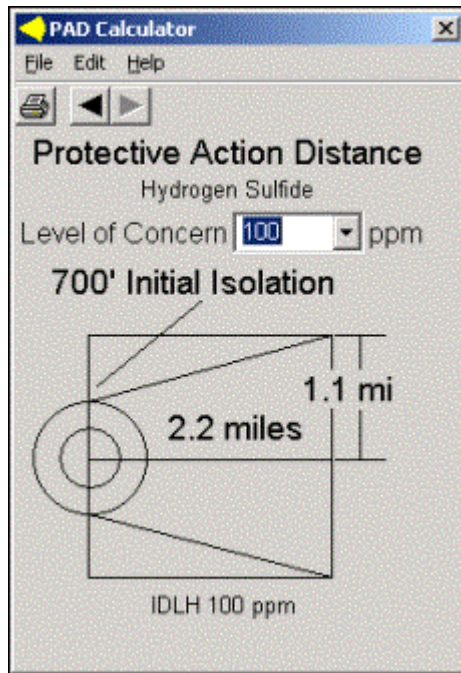 PAD Calculator
File Edit Help
Protective Action Distance
Hydrogen Sulfide
Level of Concern 100 ppm
700' Initial Isolation
1.1 mi
2.2 miles
IDLH 100 ppm